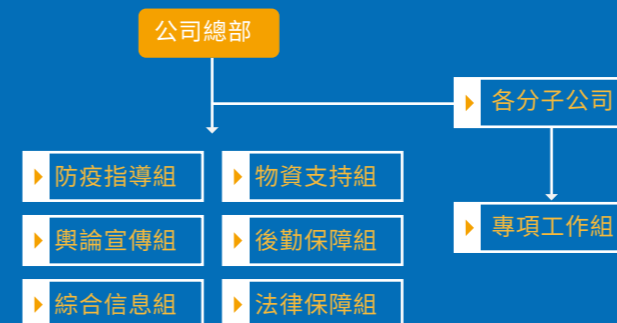 公司總部
各分子公司
防疫指導組
物資支持組
輿論宣傳組
後勤保障組
專項工作組
綜合信息組
法律保障組